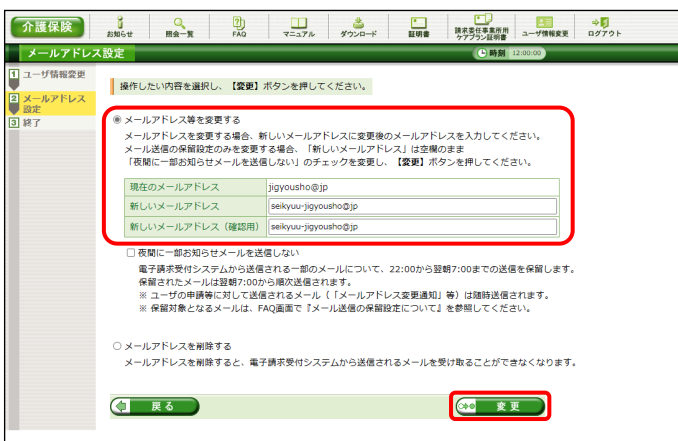 介護保険
お知らせ
照会一覧
FAQ
マニュアル
ダウンロード
証明書
請求委任事業所用
ケアプラン証明書
ユーザ情報変更
ログアウト
メールアドレス設定
時刻 12:00:00
1 ユーザ情報変更
2 メールアドレス
設定
3 終了
操作したい内容を選択し、【変更】ボタンを押してください。
メールアドレス等を変更する
メールアドレスを変更する場合、新しいメールアドレスに変更後のメールアドレスを入力してください。
メール送信の保留設定のみを変更する場合、「新しいメールアドレス」は空欄のまま
「夜間に一部お知らせメールを送信しない」のチェックを変更し、【変更】ボタンを押してください。
現在のメールアドレス jigyousho@jp
新しいメールアドレス seikyuu-jigyousho@jp
新しいメールアドレス（確認用） seikyuu-jigyousho@jp
夜間に一部お知らせメールを送信しない
電子請求受付システムから送信される一部のメールについて、22:00から翌朝7:00までの送信を保留します。
保留されたメールは翌朝7:00から順次送信されます。
※ ユーザの申請等に対して送信されるメール（「メールアドレス変更通知」等）は随時送信されます。
※ 保留対象となるメールは、FAQ画面で『メール送信の保留設定について』を参照してください。
メールアドレスを削除する
メールアドレスを削除すると、電子請求受付システムから送信されるメールを受け取ることができなくなります。
戻る
変更